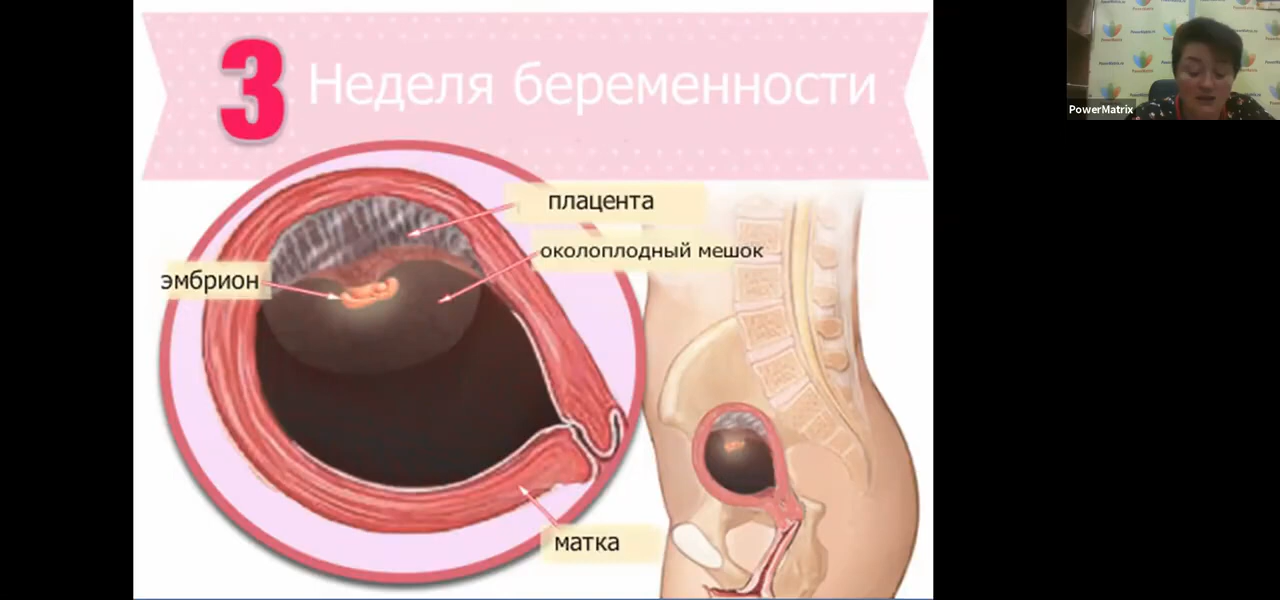 3 Неделя беременности
плацента
околоплодный мешок
эмбрион
матка
PowerMatrix